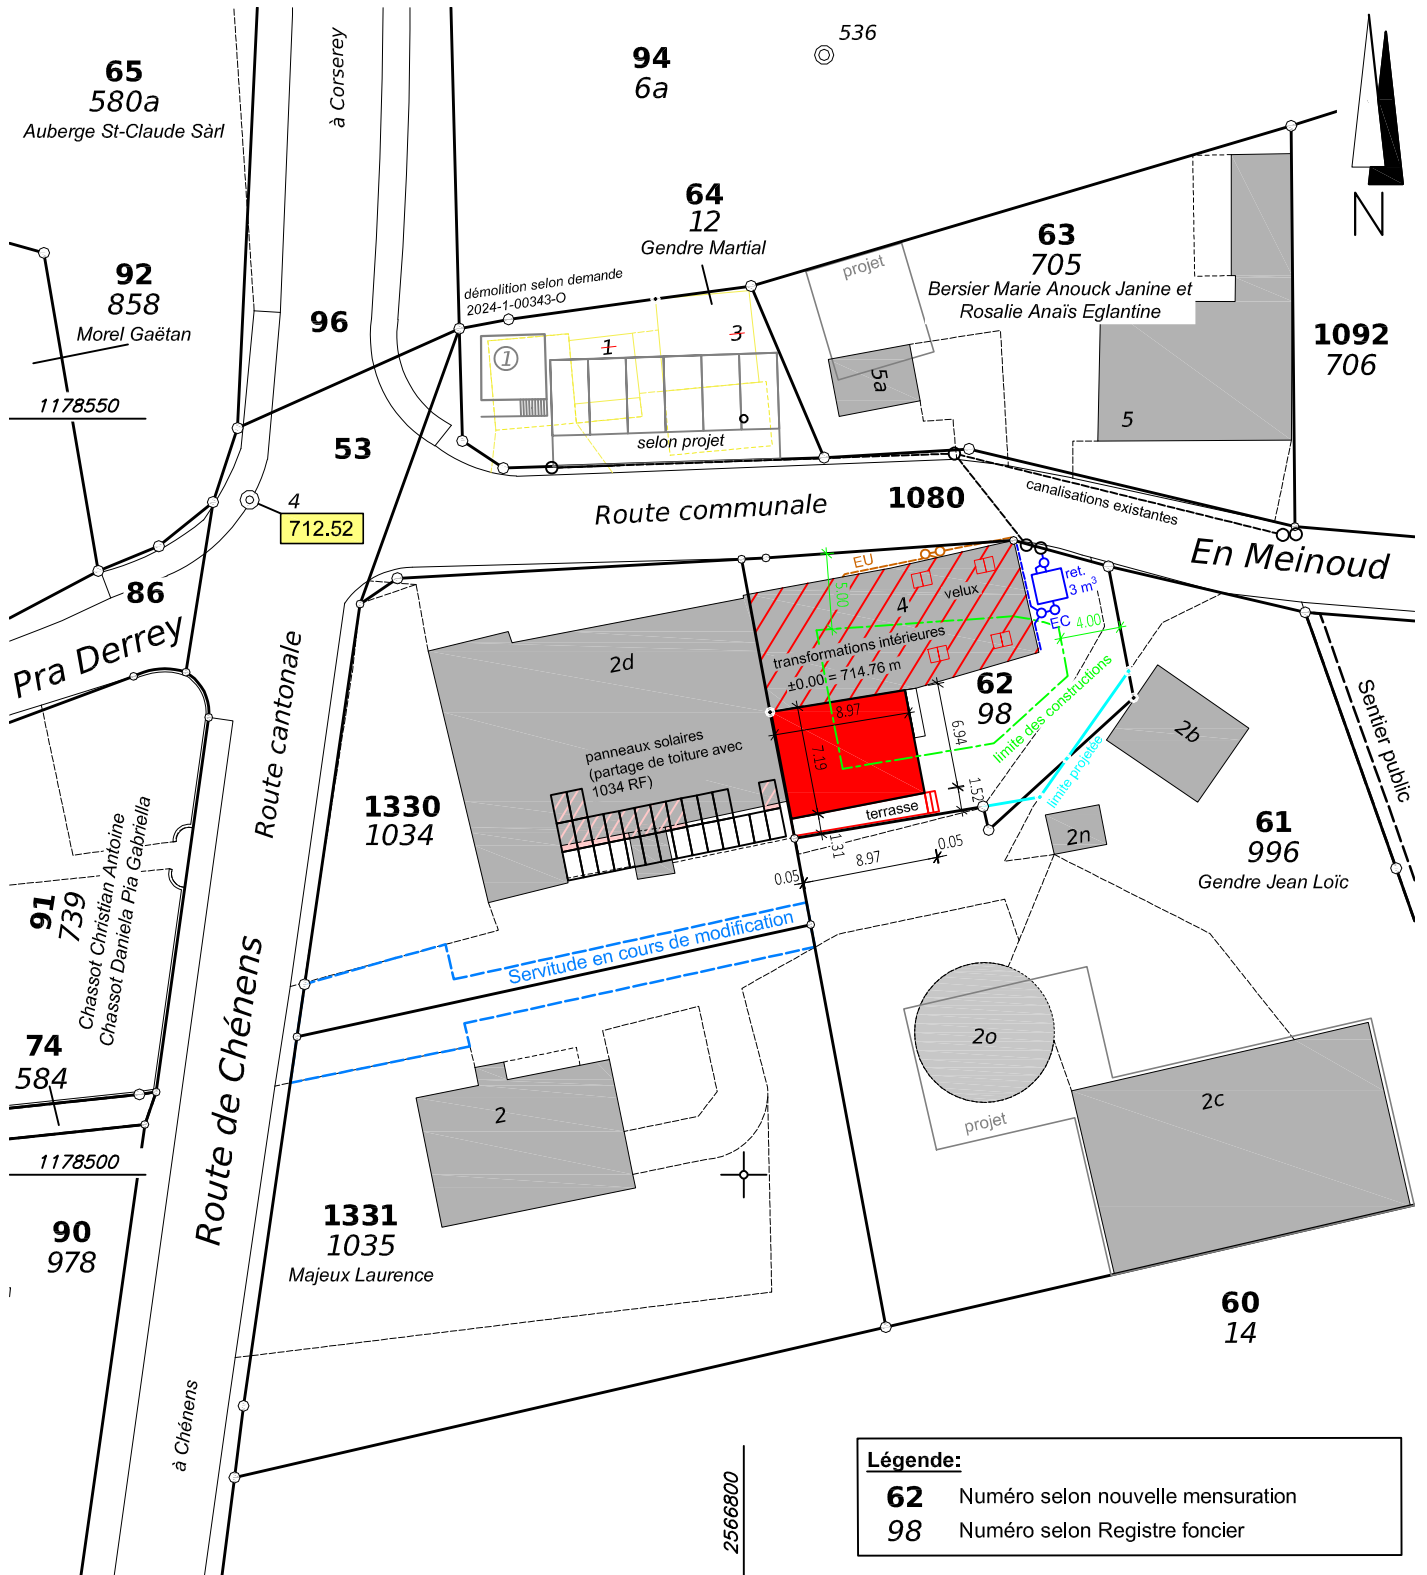 65
580a
Auberge St-Claude Sàrl
à Corserey
94
6a
536
64
12
Gendre Martial
N
92
858
Morel Gaëtan
96
démolition selon demande
2024-1-00343-O
projet
63
705
Bersier Marie Anouck Janine et
Rosalie Anaïs Eglantine
1092
706
1
1
3
5a
5
1178550
53
selon projet
4
712.52
Route communale
1080
canalisations existantes
En Meinoud
86
Pra Derrey
EU
5.00
4
velux
ret.
3 m³
EC
4.00
transformations intérieures
±0.00 = 714.76 m
2d
62
98
limite des constructions
8.97
7.19
6.94
1.52
Route cantonale
panneaux solaires
(partage de toiture avec
1034 RF)
terrasse
limite projetée
2b
Sentier public
1330
1034
1.31
8.97
0.05
0.05
2n
61
996
Gendre Jean Loïc
91
739
Chassot Christian Antoine
Chassot Daniela Pia Gabriella
Servitude en cours de modification
Route de Chénens
74
584
2o
projet
2c
2
1178500
1331
1035
Majeux Laurence
90
978
60
14
à Chénens
2566800
Légende:
62 Numéro selon nouvelle mensuration
98 Numéro selon Registre foncier